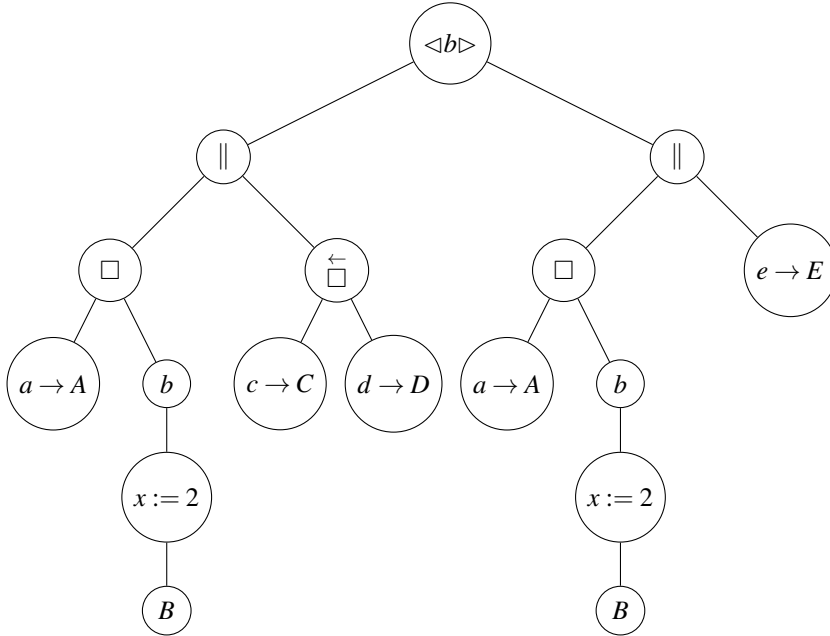 ◁b▷
∥ ∥
□ ←□ □ e → E
a → A b c → C d → D a → A b
x := 2 x := 2
B B